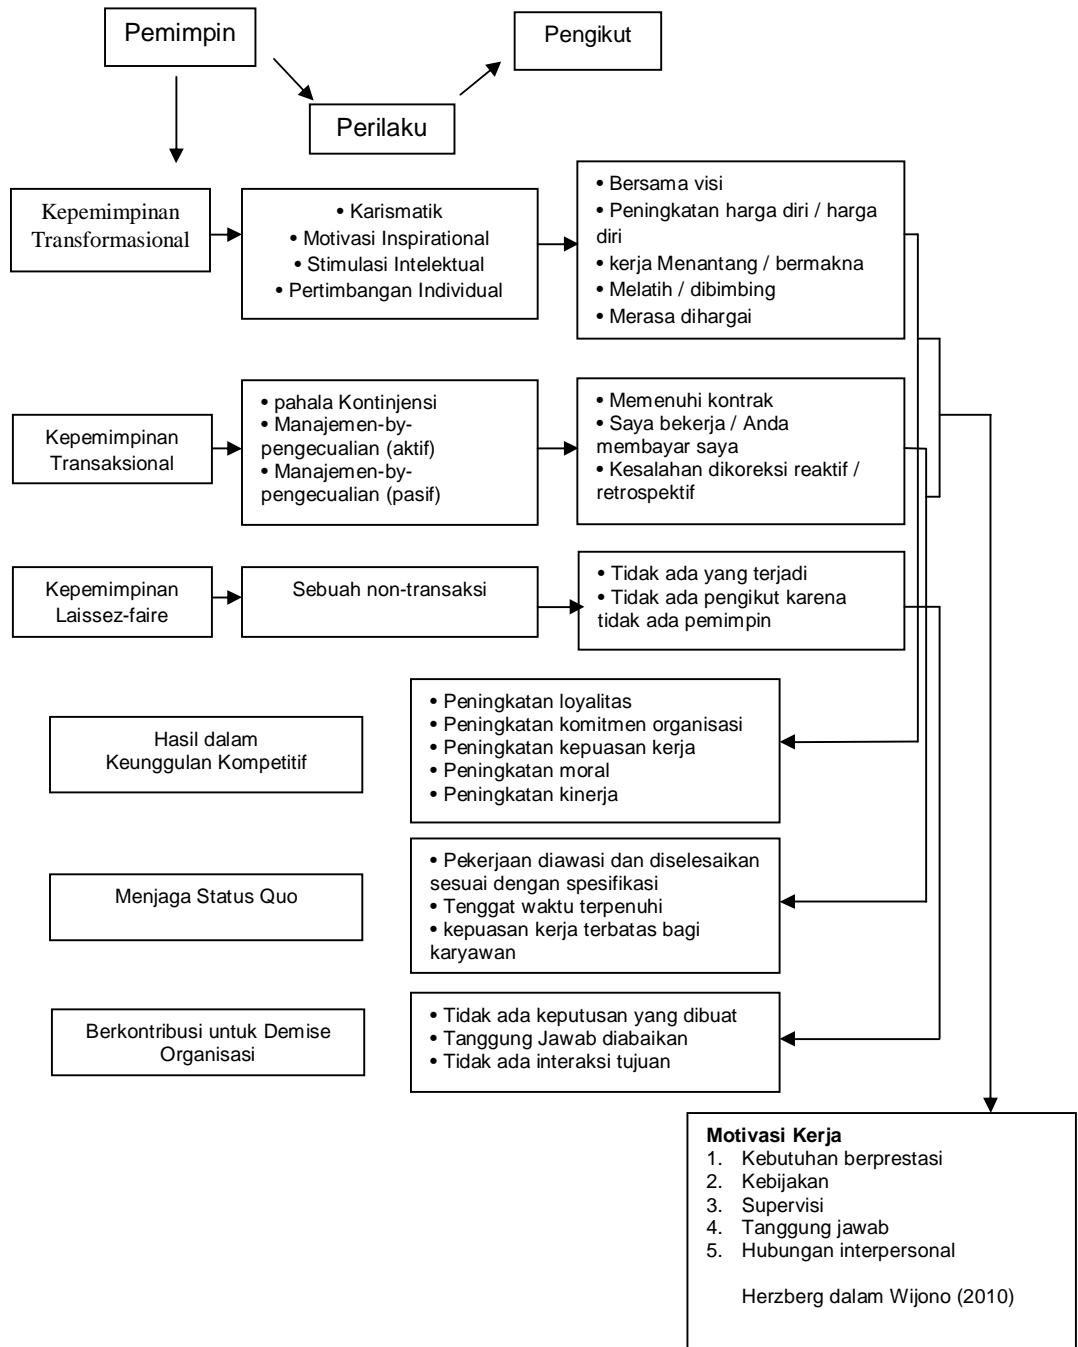 Pemimpin
Pengikut
Perilaku
Kepemimpinan
Transformasional
• Karismatik
• Motivasi Inspirational
• Stimulasi Intelektual
• Pertimbangan Individual
• Bersama visi
• Peningkatan harga diri / harga
diri
• kerja Menantang / bermakna
• Melatih / dibimbing
• Merasa dihargai
Kepemimpinan
Transaksional
• pahala Kontinjensi
• Manajemen-by-
pengecualian (aktif)
• Manajemen-by-
pengecualian (pasif)
• Memenuhi kontrak
• Saya bekerja / Anda
membayar saya
• Kesalahan dikoreksi reaktif /
retrospektif
Kepemimpinan
Laissez-faire
Sebuah non-transaksi
• Tidak ada yang terjadi
• Tidak ada pengikut karena
tidak ada pemimpin
Hasil dalam
Keunggulan Kompetitif
• Peningkatan loyalitas
• Peningkatan komitmen organisasi
• Peningkatan kepuasan kerja
• Peningkatan moral
• Peningkatan kinerja
Menjaga Status Quo
• Pekerjaan diawasi dan diselesaikan
sesuai dengan spesifikasi
• Tenggat waktu terpenuhi
• kepuasan kerja terbatas bagi
karyawan
Berkontribusi untuk Demise
Organisasi
• Tidak ada keputusan yang dibuat
• Tanggung Jawab diabaikan
• Tidak ada interaksi tujuan
Motivasi Kerja
1. Kebutuhan berprestasi
2. Kebijakan
3. Supervisi
4. Tanggung jawab
5. Hubungan interpersonal
Herzberg dalam Wijono (2010)